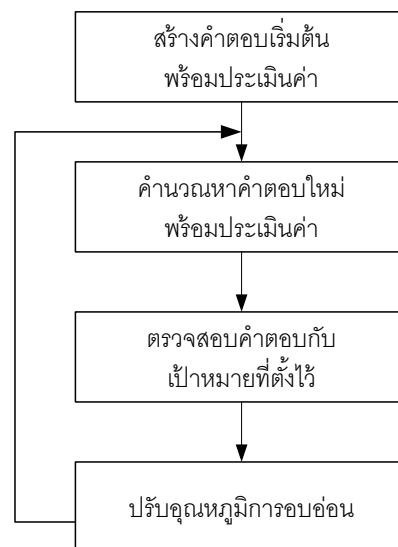 สร้างคำตอบเริ่มต้น
พร้อมประเมินค่า
คำนวณหาคำตอบใหม่
พร้อมประเมินค่า
ตรวจสอบคำตอบกับ
เป้าหมายที่ตั้งไว้
ปรับอุณหภูมิการอบอ่อน